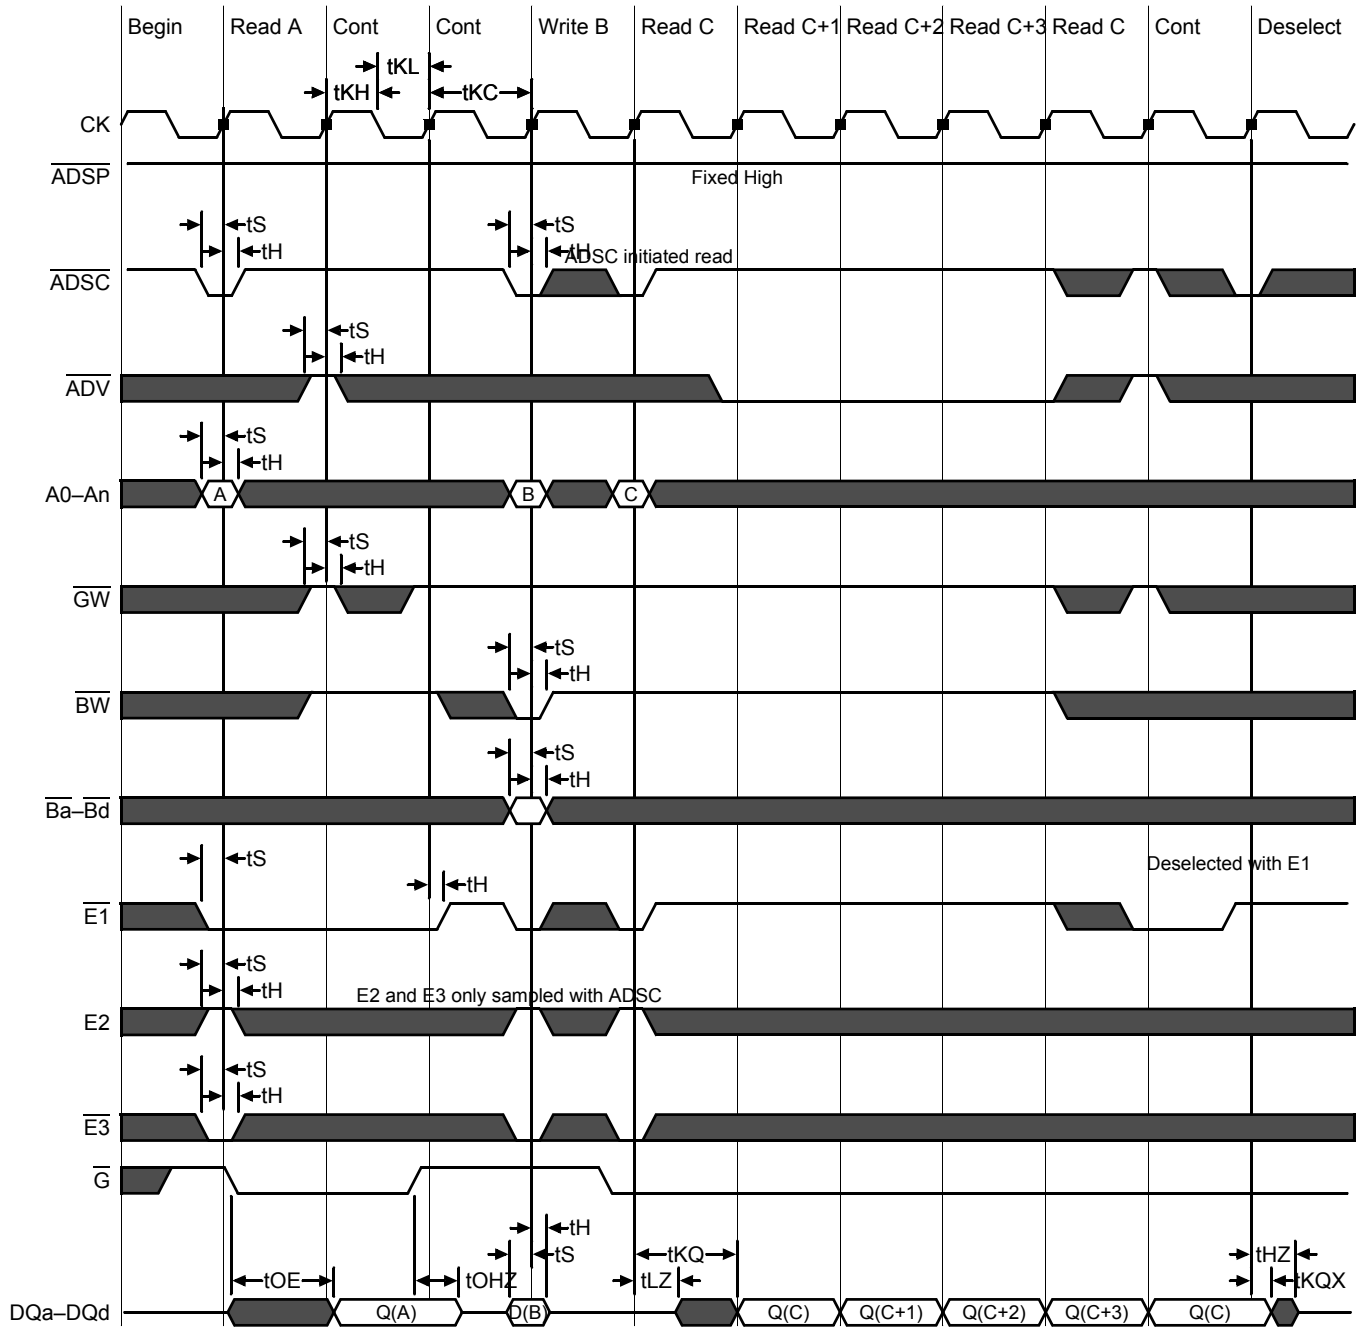 Begin Read A Cont Cont Write B Read C Read C+1 Read C+2 Read C+3 Read C Cont Deselect
tKL
tKH tKC
CK
ADSP
Fixed High
tS tS
tH tH
ADSC initiated read
ADSC
tS
tH
ADV
tS
tH
A0–An A B C
tS
tH
GW
tS
tH
BW
tS
tH
Ba–Bd
tS
Deselected with E1
tH
E1
tS
tH
E2 and E3 only sampled with ADSC
E2
tS
tH
E3
G
tH
tS tKQ tHZ
tOE tOHZ tLZ tKQX
DQa–DQd Q(A) D(B) Q(C) Q(C+1) Q(C+2) Q(C+3) Q(C)